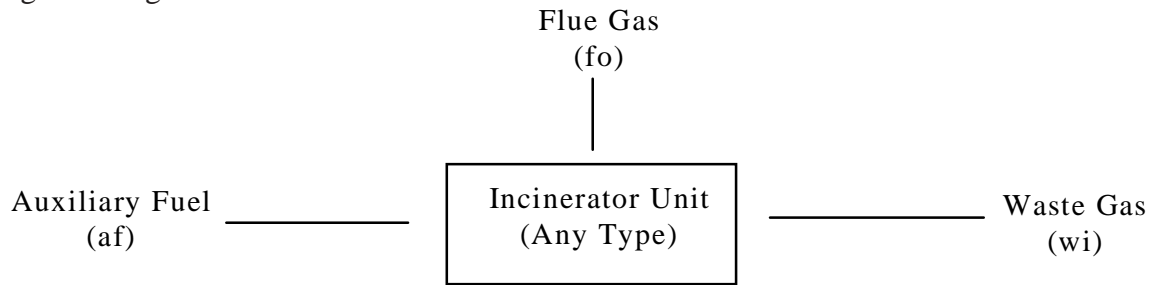 Flue Gas
(fo)
Auxiliary Fuel
(af)
Incinerator Unit
(Any Type)
Waste Gas
(wi)